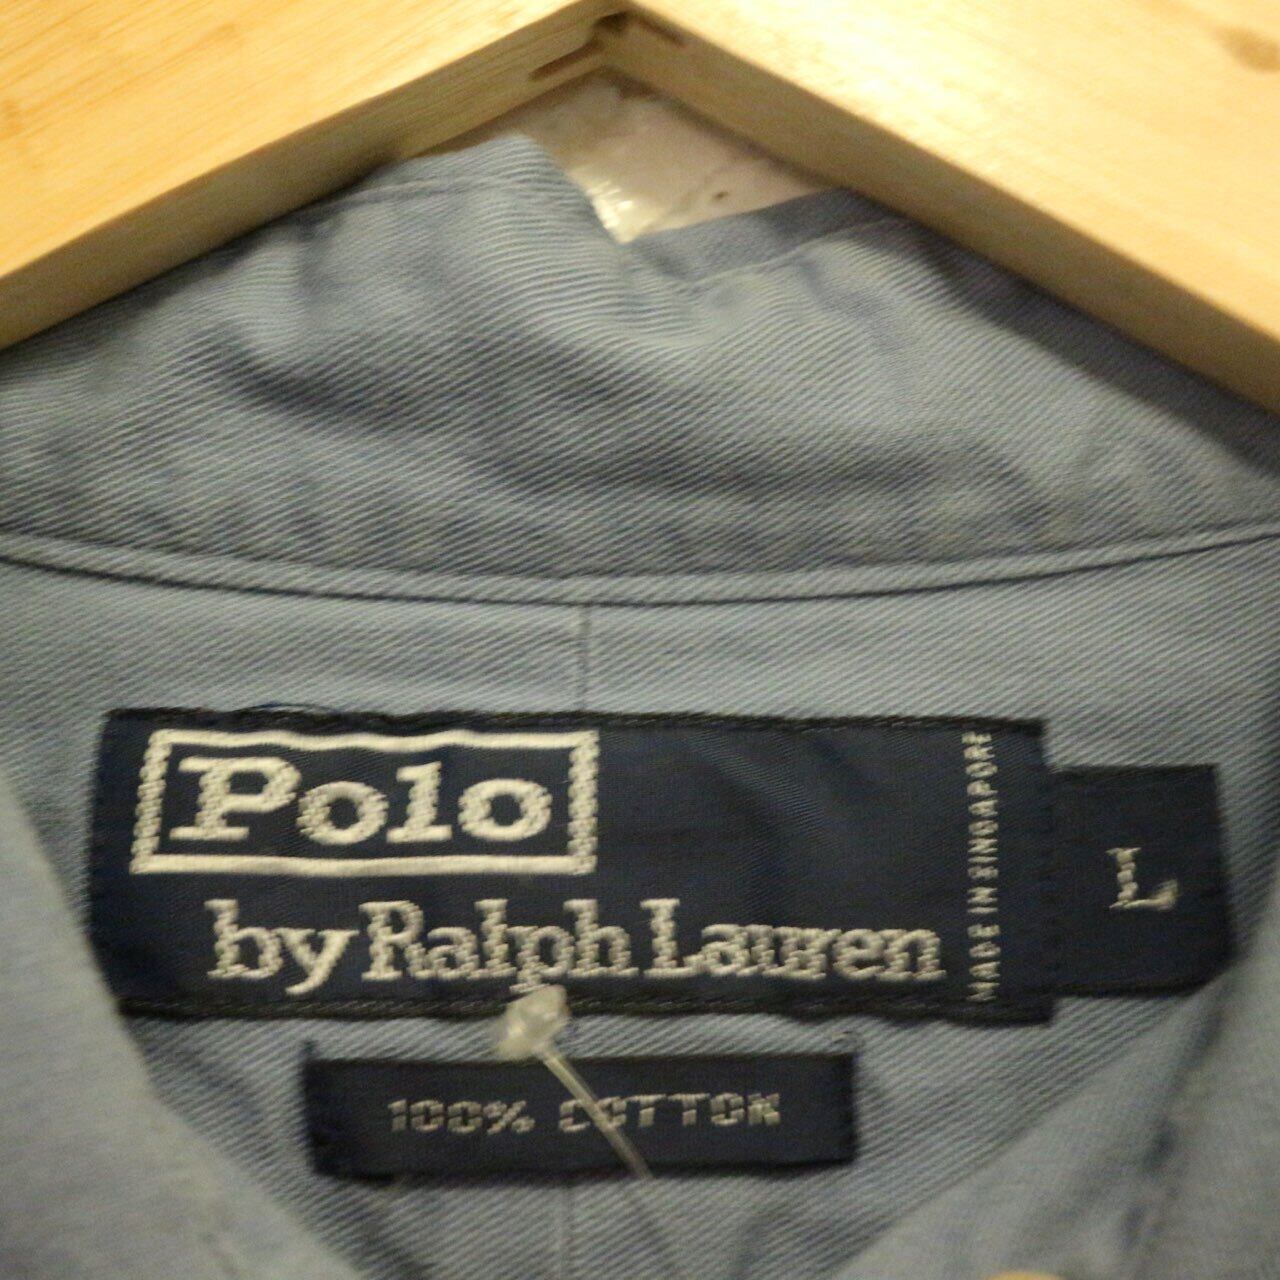 Polo
by Ralph Lauren
MADE IN SINGAPORE
L
100% COTTON